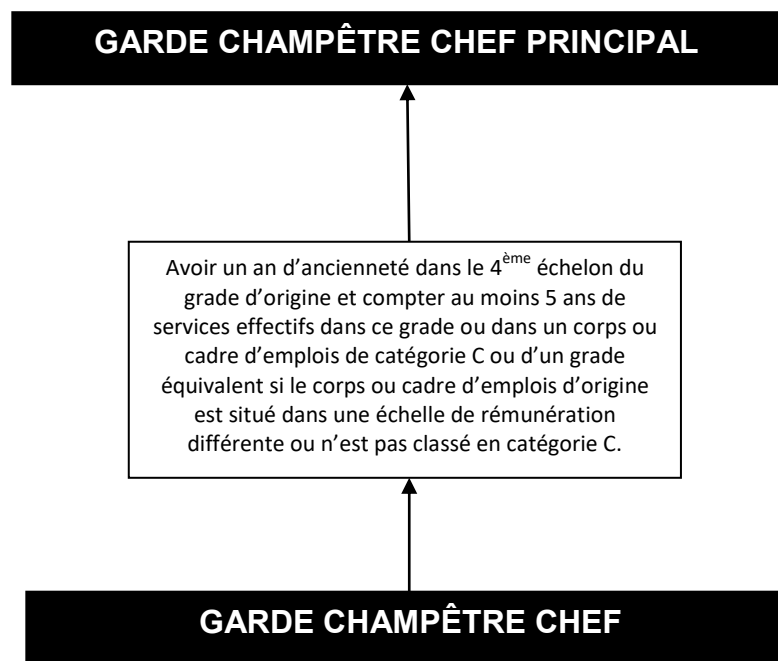 GARDE CHAMPÊTRE CHEF PRINCIPAL
Avoir un an d’ancienneté dans le 4ème échelon du
grade d’origine et compter au moins 5 ans de
services effectifs dans ce grade ou dans un corps ou
cadre d’emplois de catégorie C ou d’un grade
équivalent si le corps ou cadre d’emplois d’origine
est situé dans une échelle de rémunération
différente ou n’est pas classé en catégorie C.
GARDE CHAMPÊTRE CHEF